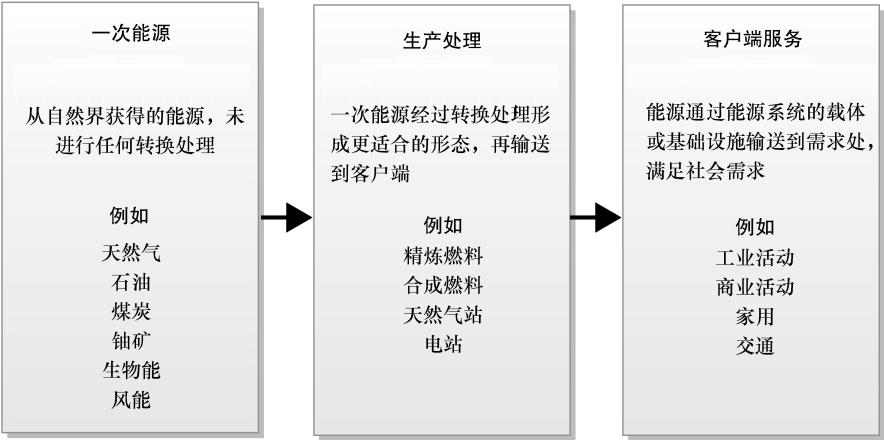 一次能源
从自然界获得的能源，未
进行任何转换处理
例如
天然气
石油
煤炭
铀矿
生物能
风能
生产处理
一次能源经过转换处理形
成更适合的形态，再输送
到客户端
例如
精炼燃料
合成燃料
天然气站
电站
客户端服务
能源通过能源系统的载体
或基础设施输送到需求处，
满足社会需求
例如
工业活动
商业活动
家用
交通